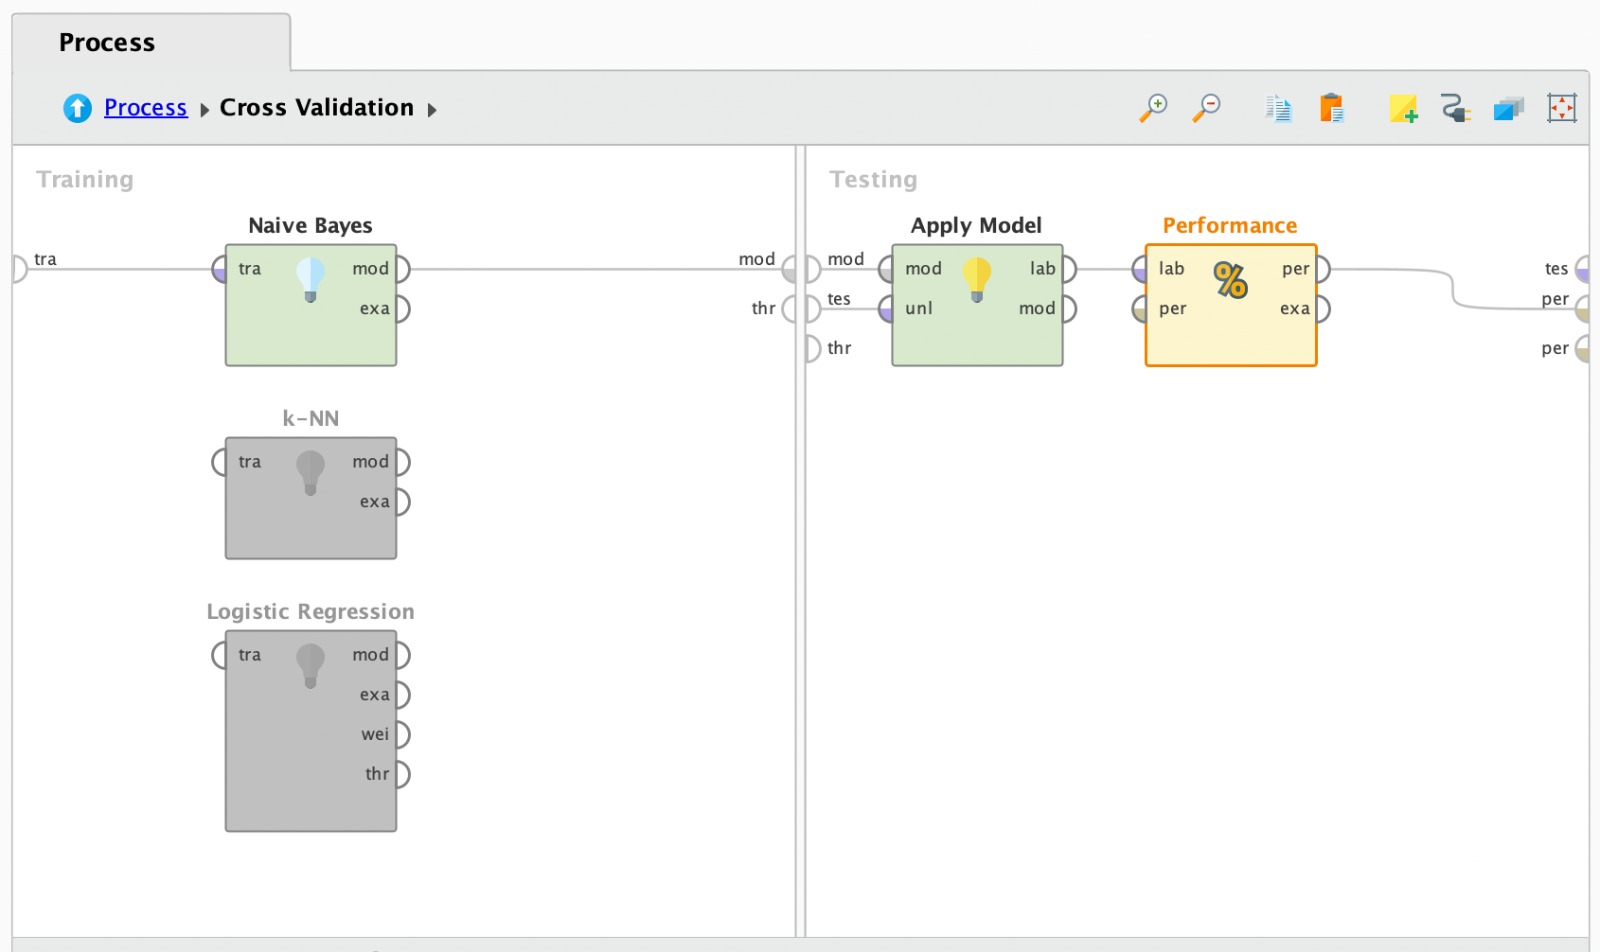 Process
Process Cross Validation
Training
Testing
Naive Bayes
tra
tra
mod
exa
mod
thr
k-NN
tra
mod
exa
Logistic Regression
tra
mod
exa
wei
thr
mod
tes
thr
Apply Model
mod
lab
unl
mod
Performance
%
lab
per
per
exa
tes
per
per